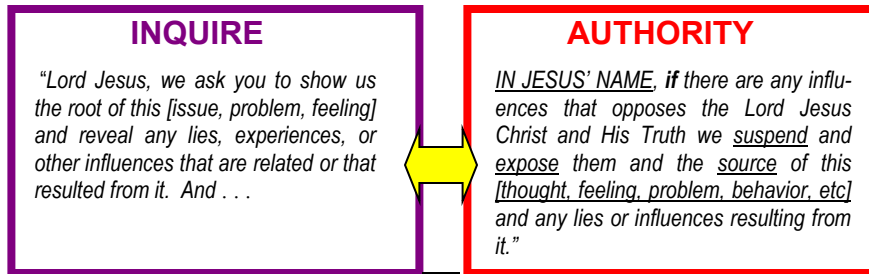 INQUIRE
“Lord Jesus, we ask you to show us
the root of this [issue, problem, feeling]
and reveal any lies, experiences, or
other influences that are related or that
resulted from it.  And . . .
AUTHORITY
IN JESUS’ NAME, if there are any influ-
ences that opposes the Lord Jesus
Christ and His Truth we suspend and
expose them and the source of this
[thought, feeling, problem, behavior, etc]
and any lies or influences resulting from
it.”